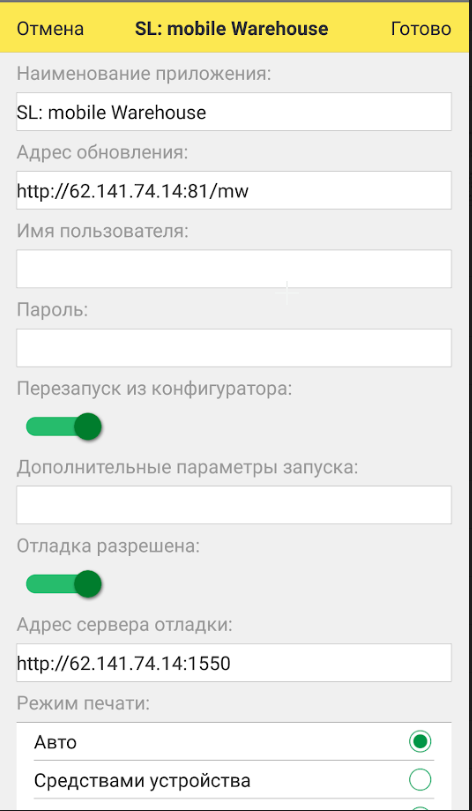 Отмена SL: mobile Warehouse Готово
Наименование приложения:
SL: mobile Warehouse
Адрес обновления:
http://62.141.74.14:81/mw
Имя пользователя:
Пароль:
Перезапуск из конфигуратора:
Дополнительные параметры запуска:
Отладка разрешена:
Адрес сервера отладки:
http://62.141.74.14:1550
Режим печати:
Авто
Средствами устройства